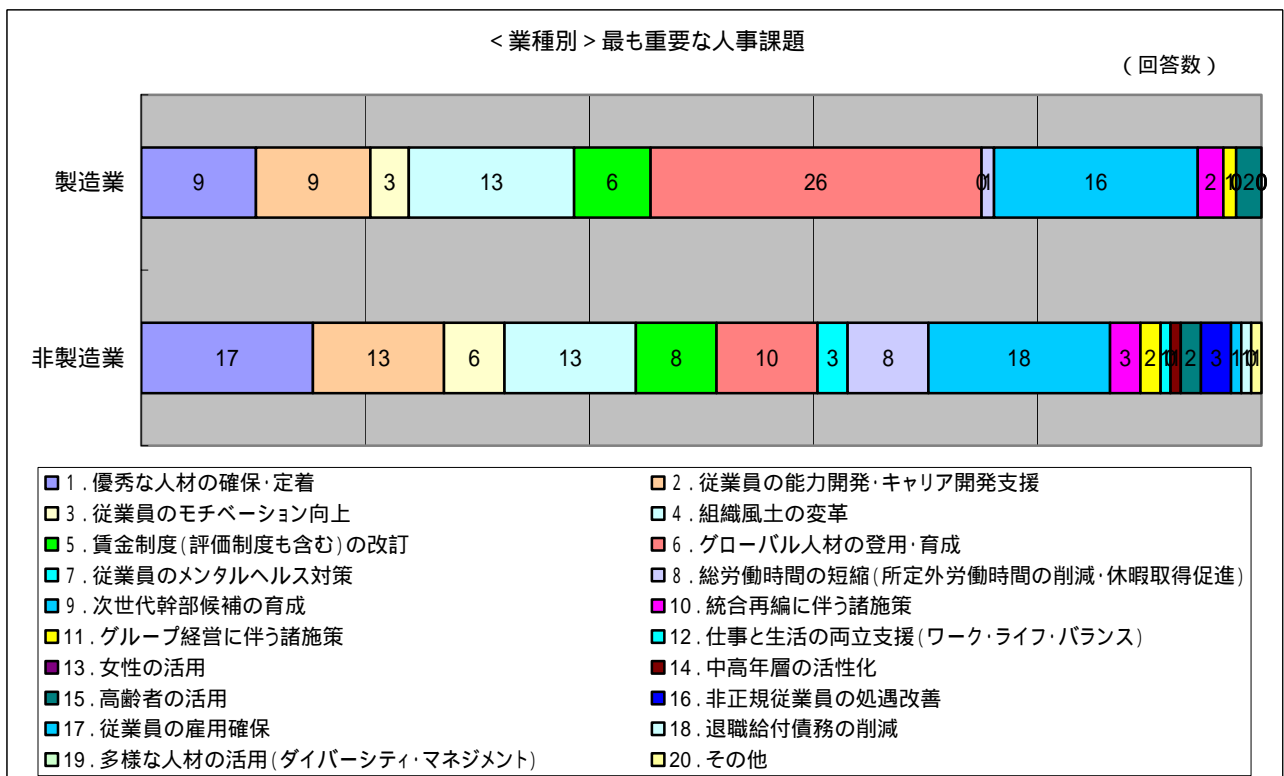 <業種別>最も重要な人事課題
(回答数)
製造業 9 9 3 13 6 26 0 1 16 2 1 0 2 0
非製造業 17 13 6 13 8 10 3 8 18 3 2 1 0 1 2 3 1 1 0 1
1.優秀な人材の確保・定着 2.従業員の能力開発・キャリア開発支援
3.従業員のモチベーション向上 4.組織風土の変革
5.賃金制度(評価制度も含む)の改訂 6.グローバル人材の登用・育成
7.従業員のメンタルヘルス対策 8.総労働時間の短縮(所定外労働時間の削減・休暇取得促進)
9.次世代幹部候補の育成 10.統合再編に伴う諸施策
11.グループ経営に伴う諸施策 12.仕事と生活の両立支援(ワーク・ライフ・バランス)
13.女性の活用 14.中高年層の活性化
15.高齢者の活用 16.非正規従業員の処遇改善
17.従業員の雇用確保 18.退職給付債務の削減
19.多様な人材の活用(ダイバーシティ・マネジメント) 20.その他